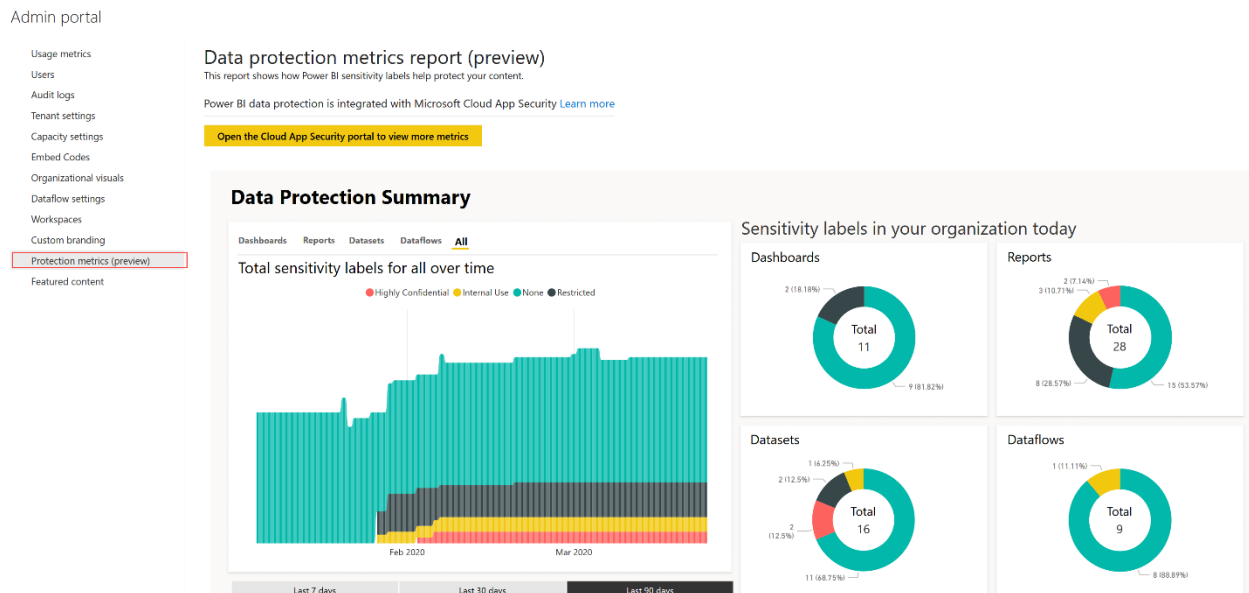 Admin portal
Usage metrics
Users
Audit logs
Tenant settings
Capacity settings
Embed Codes
Organizational visuals
Dataflow settings
Workspaces
Custom branding
Protection metrics (preview)
Featured content
Data protection metrics report (preview)
This report shows how Power BI sensitivity labels help protect your content.
Power BI data protection is integrated with Microsoft Cloud App Security Learn more
Open the Cloud App Security portal to view more metrics
Data Protection Summary
Dashboards Reports Datasets Dataflows All
Total sensitivity labels for all over time
Highly Confidential Internal Use None Restricted
Feb 2020 Mar 2020
Last 7 days Last 30 days Last 90 days
Sensitivity labels in your organization today
Dashboards
2 (18.18%)
Total
11
9 (81.82%)
Reports
2 (7.14%)
3 (10.71%)
Total
28
8 (28.57%)
15 (53.57%)
Datasets
1 (6.25%)
2 (12.5%)
Total
16
2
(12.5%)
11 (68.75%)
Dataflows
1 (11.11%)
Total
9
8 (88.89%)